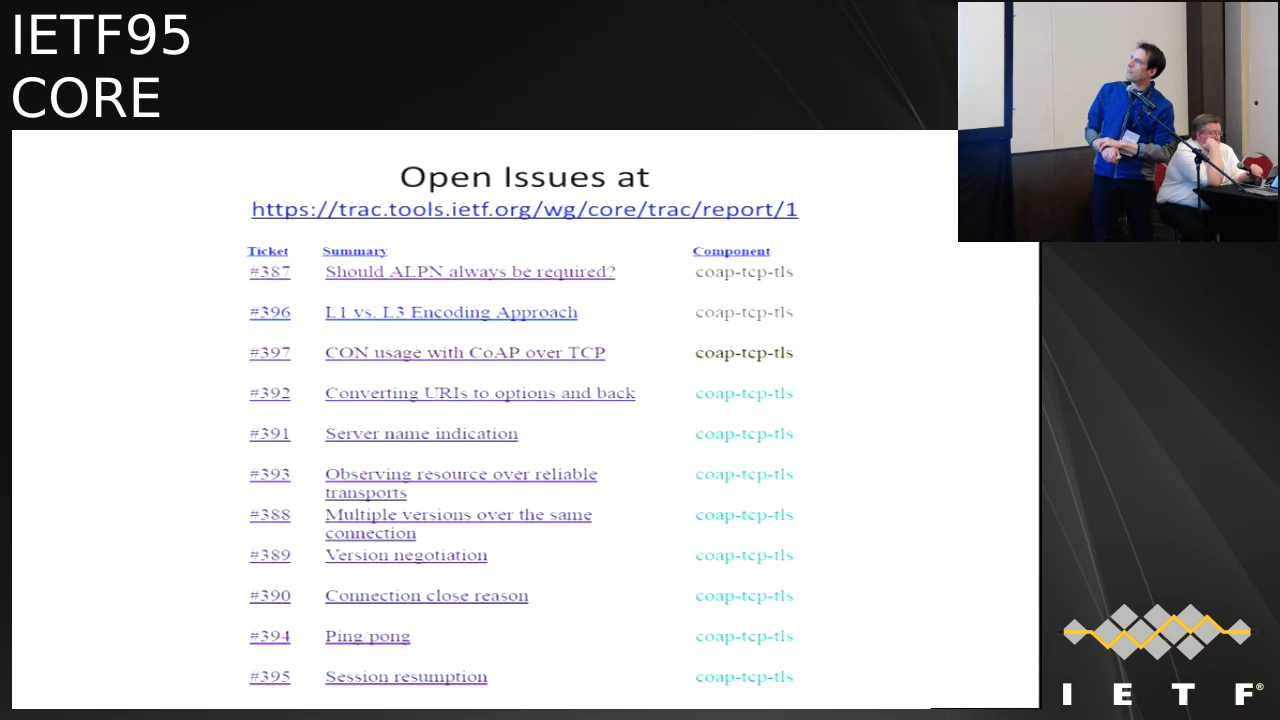 IETF95
CORE
Open Issues at
https://trac.tools.ietf.org/wg/core/trac/report/1
Ticket Summary Component
#387 Should ALPN always be required? coap-tcp-tls
#396 L1 vs. L3 Encoding Approach coap-tcp-tls
#397 CON usage with CoAP over TCP coap-tcp-tls
#392 Converting URIs to options and back coap-tcp-tls
#391 Server name indication coap-tcp-tls
#393 Observing resource over reliable coap-tcp-tls
transports
#388 Multiple versions over the same coap-tcp-tls
connection
#389 Version negotiation coap-tcp-tls
#390 Connection close reason coap-tcp-tls
#394 Ping/pong coap-tcp-tls
#395 Session resumption coap-tcp-tls
I E T F®